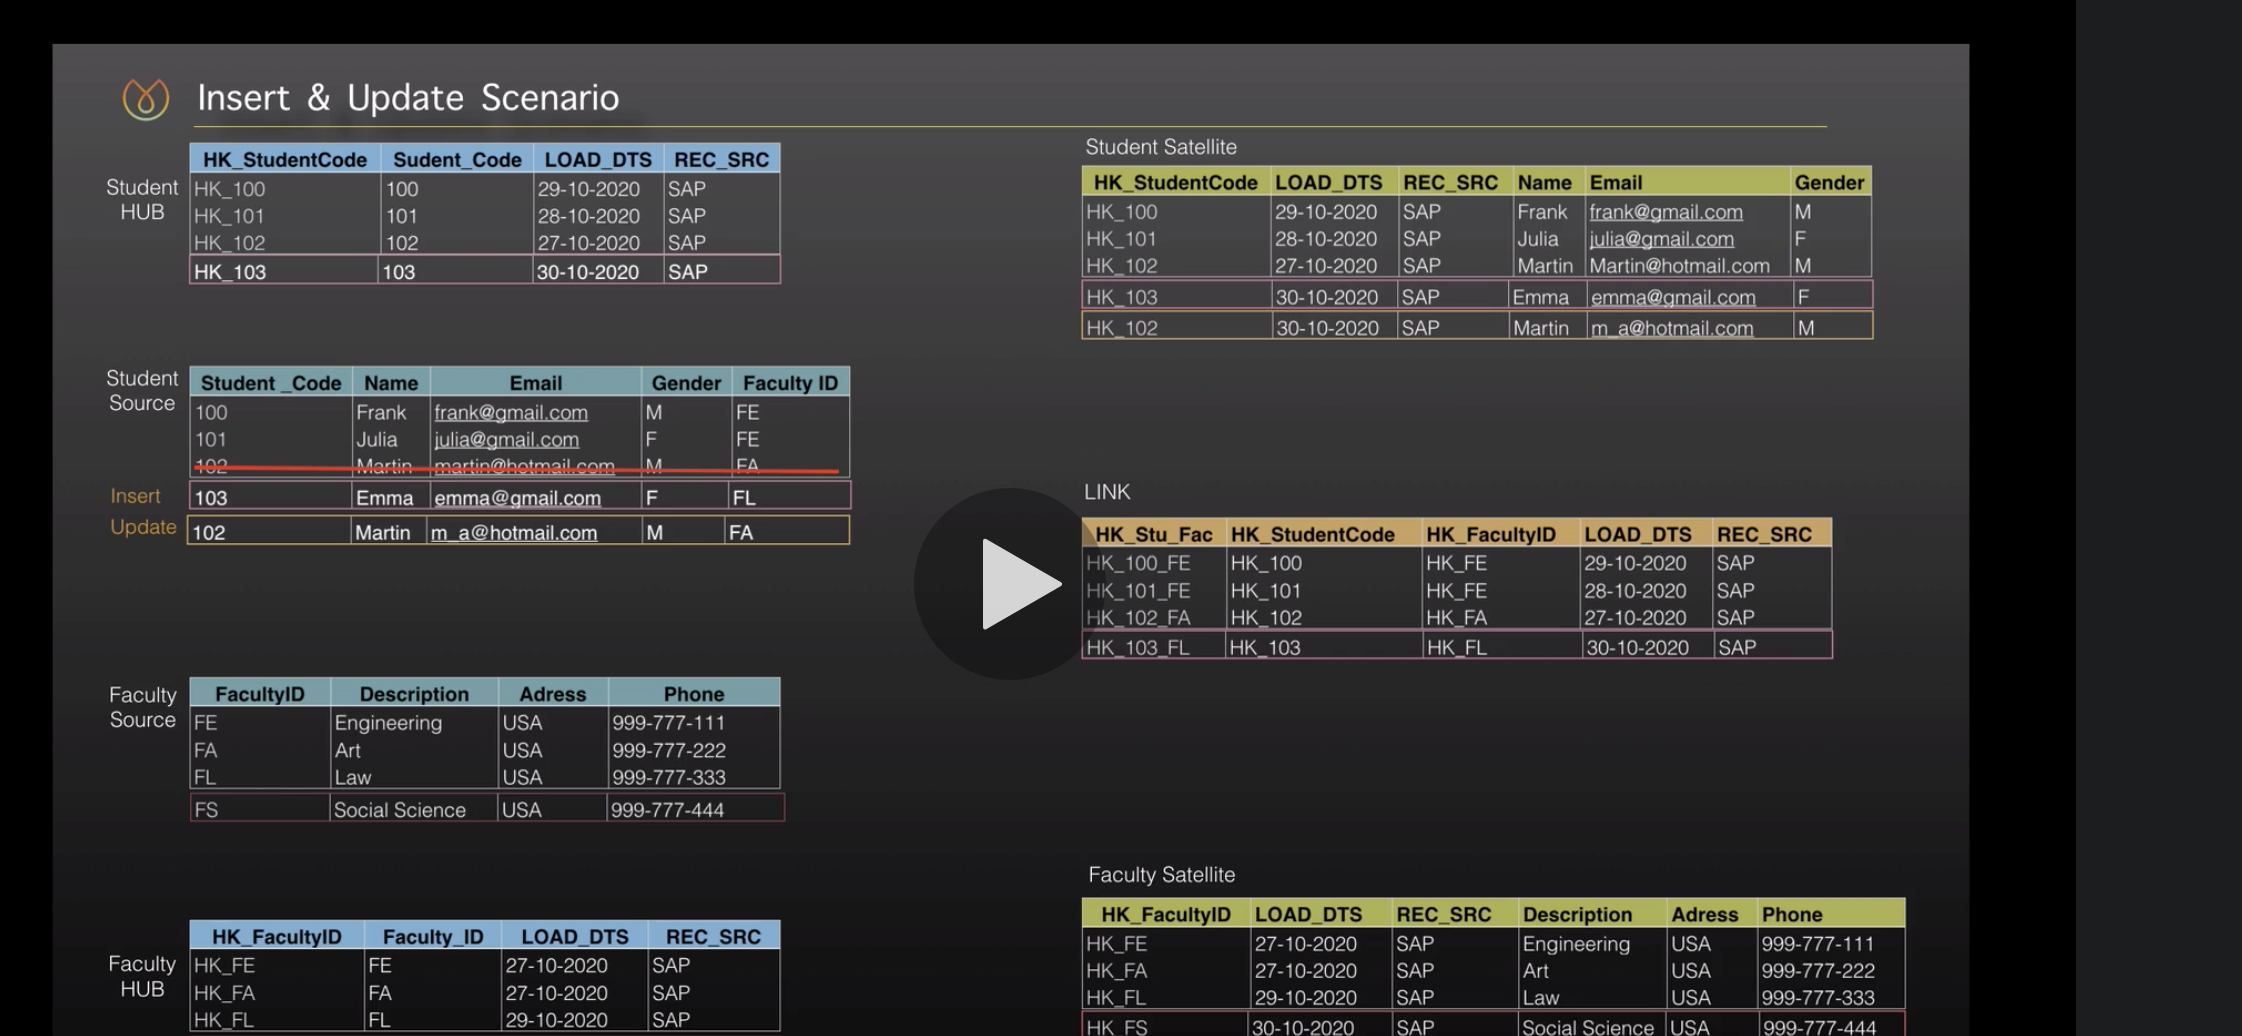 Insert & Update Scenario
Student HUB
HK_StudentCode Sudent_Code LOAD_DTS REC_SRC
HK_100 100 29-10-2020 SAP
HK_101 101 28-10-2020 SAP
HK_102 102 27-10-2020 SAP
HK_103 103 30-10-2020 SAP
Student Source
Student _Code Name Email Gender Faculty ID
100 Frank frank@gmail.com M FE
101 Julia julia@gmail.com F FE
102 Martin martin@hotmail.com M FA
Insert 103 Emma emma@gmail.com F FL
Update 102 Martin m_a@hotmail.com M FA
Faculty Source
FacultyID Description Adress Phone
FE Engineering USA 999-777-111
FA Art USA 999-777-222
FL Law USA 999-777-333
FS Social Science USA 999-777-444
Faculty HUB
HK_FacultyID Faculty_ID LOAD_DTS REC_SRC
HK_FE FE 27-10-2020 SAP
HK_FA FA 27-10-2020 SAP
HK_FL FL 29-10-2020 SAP
Student Satellite
HK_StudentCode LOAD_DTS REC_SRC Name Email Gender
HK_100 29-10-2020 SAP Frank frank@gmail.com M
HK_101 28-10-2020 SAP Julia julia@gmail.com F
HK_102 27-10-2020 SAP Martin Martin@hotmail.com M
HK_103 30-10-2020 SAP Emma emma@gmail.com F
HK_102 30-10-2020 SAP Martin m_a@hotmail.com M
LINK
HK_Stu_Fac HK_StudentCode HK_FacultyID LOAD_DTS REC_SRC
HK_100_FE HK_100 HK_FE 29-10-2020 SAP
HK_101_FE HK_101 HK_FE 28-10-2020 SAP
HK_102_FA HK_102 HK_FA 27-10-2020 SAP
HK_103_FL HK_103 HK_FL 30-10-2020 SAP
Faculty Satellite
HK_FacultyID LOAD_DTS REC_SRC Description Adress Phone
HK_FE 27-10-2020 SAP Engineering USA 999-777-111
HK_FA 27-10-2020 SAP Art USA 999-777-222
HK_FL 29-10-2020 SAP Law USA 999-777-333
HK_FS 30-10-2020 SAP Social Science USA 999-777-444